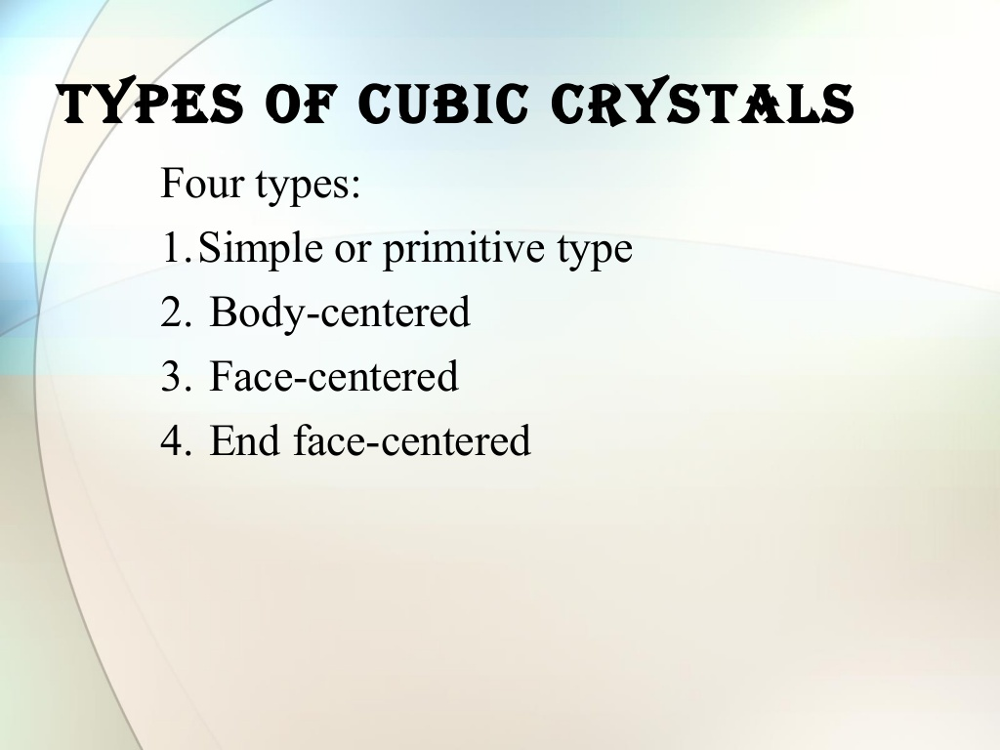 TYPES OF CUBIC CRYSTALS
Four types:
1. Simple or primitive type
2. Body-centered
3. Face-centered
4. End face-centered